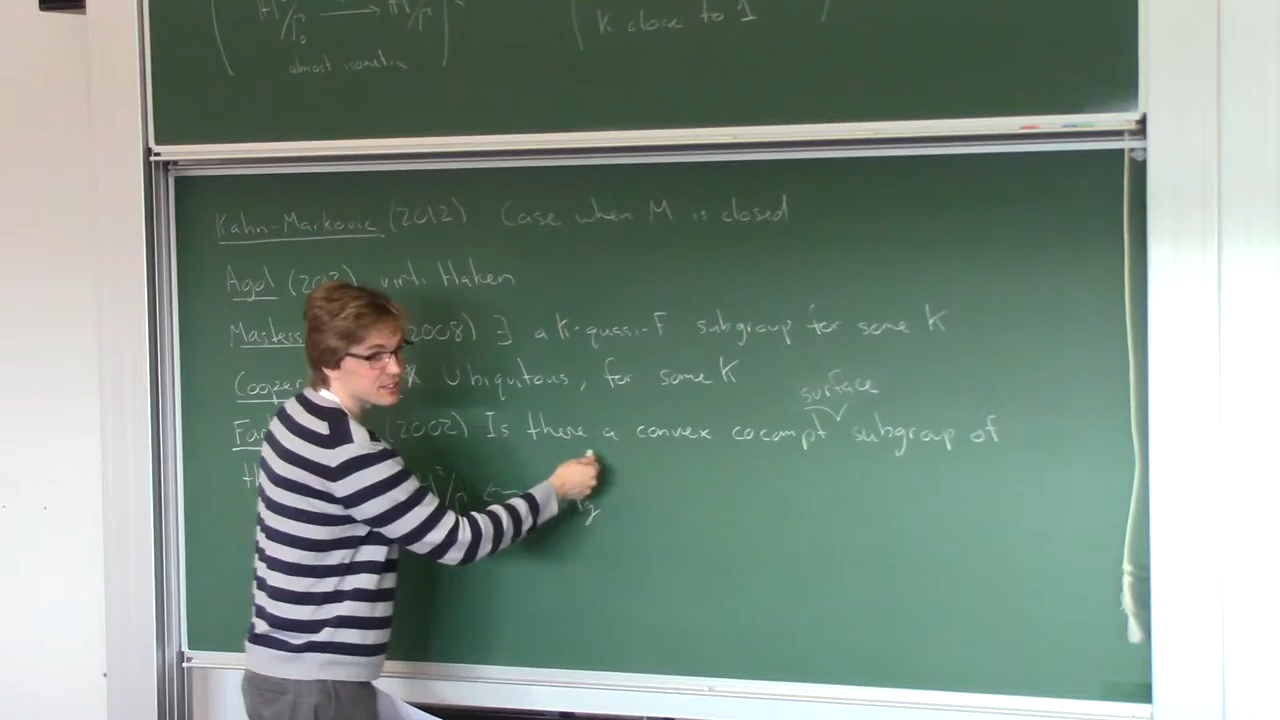 K close to 1
almost isometric
Kahn-Markovic (2012) Case when M is closed
Agol (2012) virt. Haken
Masters (2008) ∃ a K-quasi-F subgroup for some K
Cooper * Ubiquitous, for some K
surface
(2002) Is there a convex cocompt subgroup of